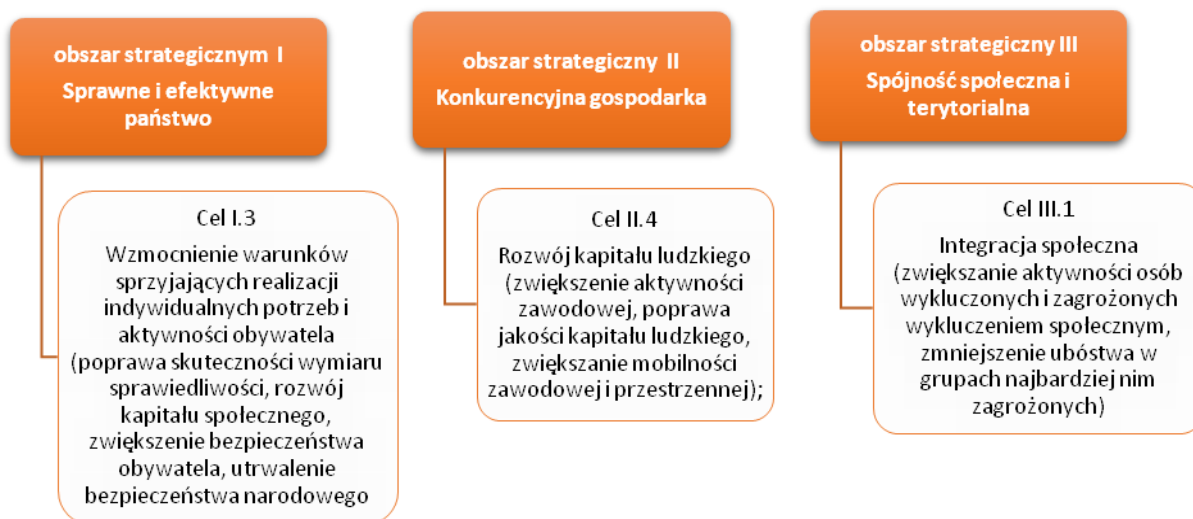 obszar strategicznym I
Sprawne i efektywne
państwo
Cel I.3
Wzmocnienie warunków
sprzyjających realizacji
indywidualnych potrzeb i
aktywności obywatela
(poprawa skuteczności wymiaru
sprawiedliwości, rozwój
kapitału społecznego,
zwiększenie bezpieczeństwa
obywatela, utrwalenie
bezpieczeństwa narodowego
obszar strategiczny II
Konkurencyjna gospodarka
Cel II.4
Rozwój kapitału ludzkiego
(zwiększenie aktywności
zawodowej, poprawa
jakości kapitału ludzkiego,
zwiększanie mobilności
zawodowej i przestrzennej);
obszar strategiczny III
Spójność społeczna i
terytorialna
Cel III.1
Integracja społeczna
(zwiększanie aktywności osób
wykluczonych i zagrożonych
wykluczeniem społecznym,
zmniejszenie ubóstwa w
grupach najbardziej nim
zagrożonych)